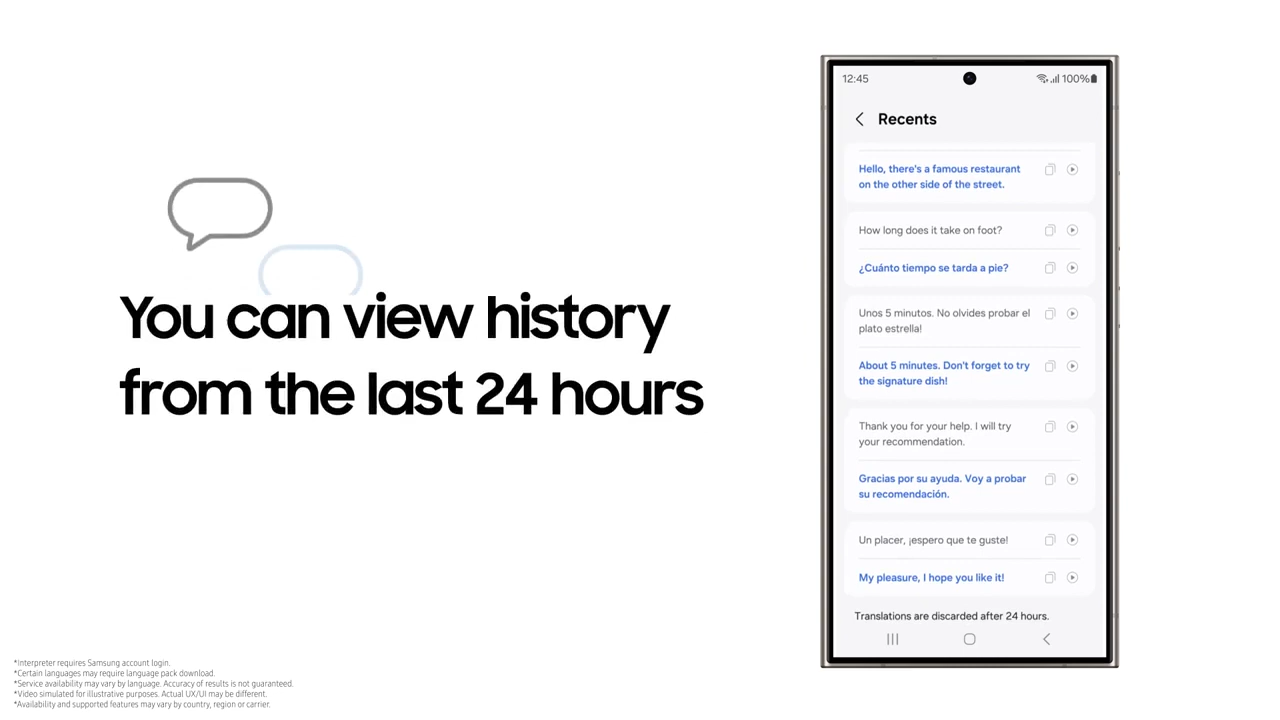 You can view history
from the last 24 hours
12:45
100%
Recents
Hello, there's a famous restaurant
on the other side of the street.
How long does it take on foot?
¿Cuánto tiempo se tarda a pie?
Unos 5 minutos. No olvides probar el
plato estrella!
About 5 minutes. Don't forget to try
the signature dish!
Thank you for your help. I will try
your recommendation.
Gracias por su ayuda. Voy a probar
su recomendación.
Un placer, ¡espero que te guste!
My pleasure, I hope you like it!
Translations are discarded after 24 hours.
*Interpreter requires Samsung account login.
*Certain languages may require language pack download.
*Service availability may vary by language. Accuracy of results is not guaranteed.
*Video simulated for illustrative purposes. Actual UX/UI may be different.
*Availability and supported features may vary by country, region or carrier.